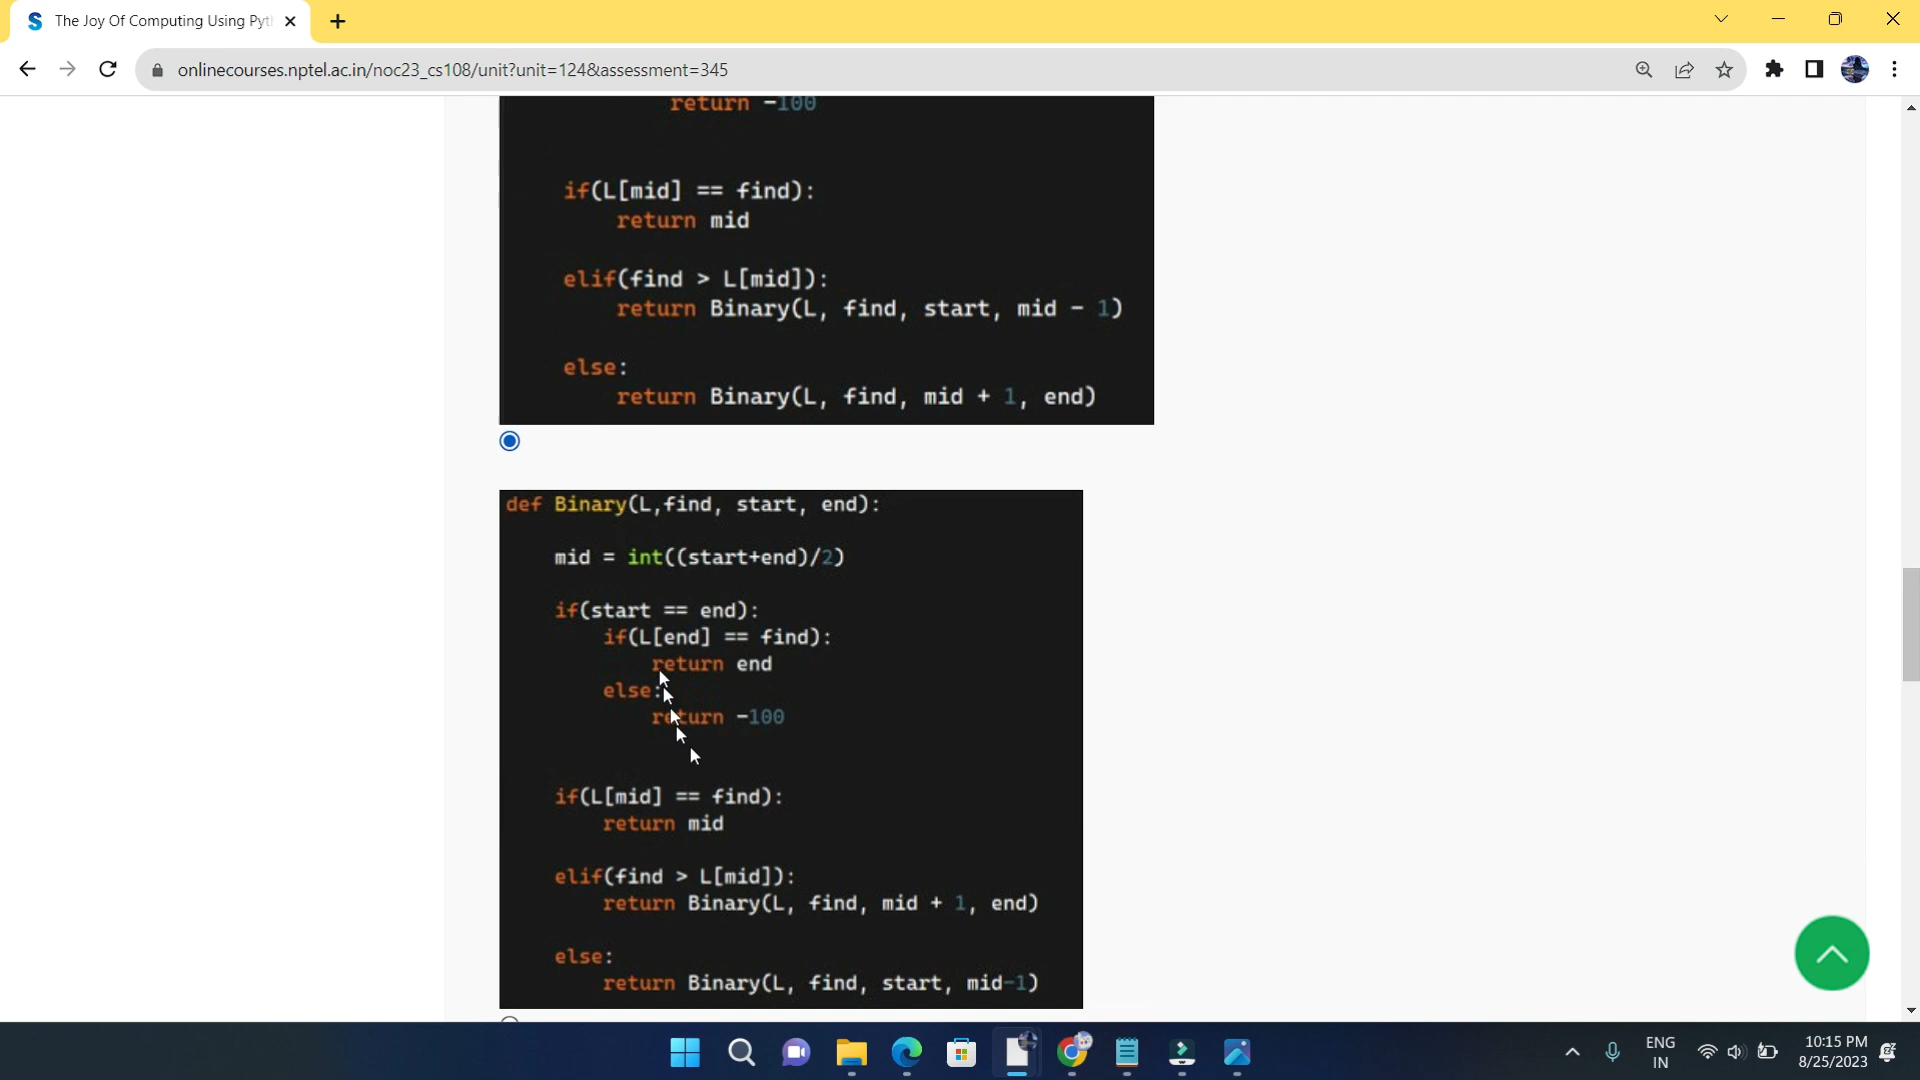 The Joy Of Computing Using Pyt
onlinecourses.nptel.ac.in/noc23_cs108/unit?unit=124&assessment=345
return -100
if(L[mid] == find):
return mid
elif(find > L[mid]):
return Binary(L, find, start, mid - 1)
else:
return Binary(L, find, mid + 1, end)
def Binary(L,find, start, end):
mid = int((start+end)/2)
if(start == end):
if(L[end] == find):
return end
else:
return -100
if(L[mid] == find):
return mid
elif(find > L[mid]):
return Binary(L, find, mid + 1, end)
else:
return Binary(L, find, start, mid-1)
ENG
IN
10:15 PM
8/25/2023